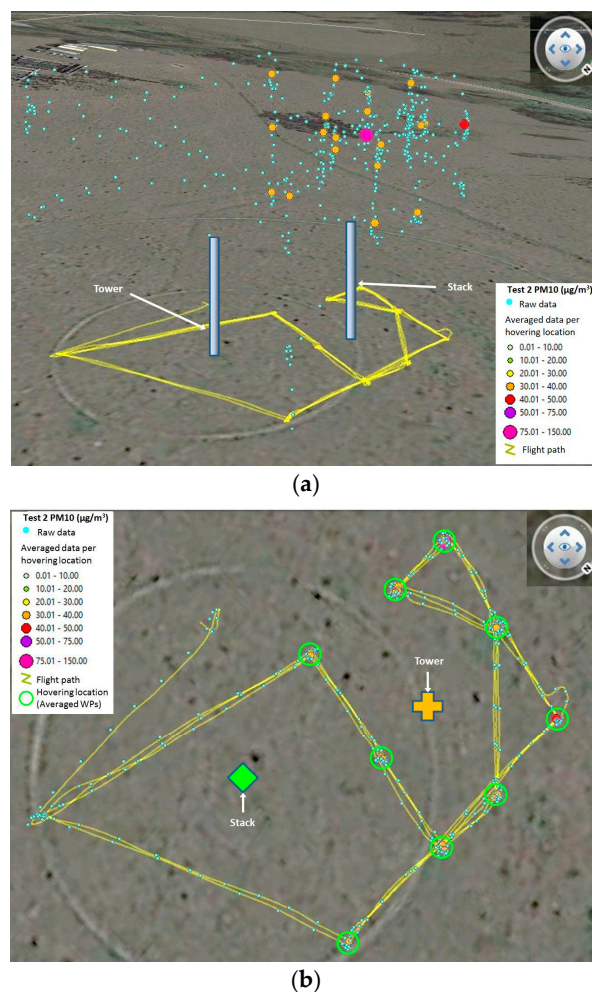 Tower
Stack
Test 2 PM10 (µg/m³)
Raw data
Averaged data per
hovering location
0.01 - 10.00
10.01 - 20.00
20.01 - 30.00
30.01 - 40.00
40.01 - 50.00
50.01 - 75.00
75.01 - 150.00
Flight path
(a)
Test 2 PM10 (µg/m³)
Raw data
Averaged data per
hovering location
0.01 - 10.00
10.01 - 20.00
20.01 - 30.00
30.01 - 40.00
40.01 - 50.00
50.01 - 75.00
75.01 - 150.00
Flight path
Hovering location
(Averaged WPs)
Tower
Stack
(b)